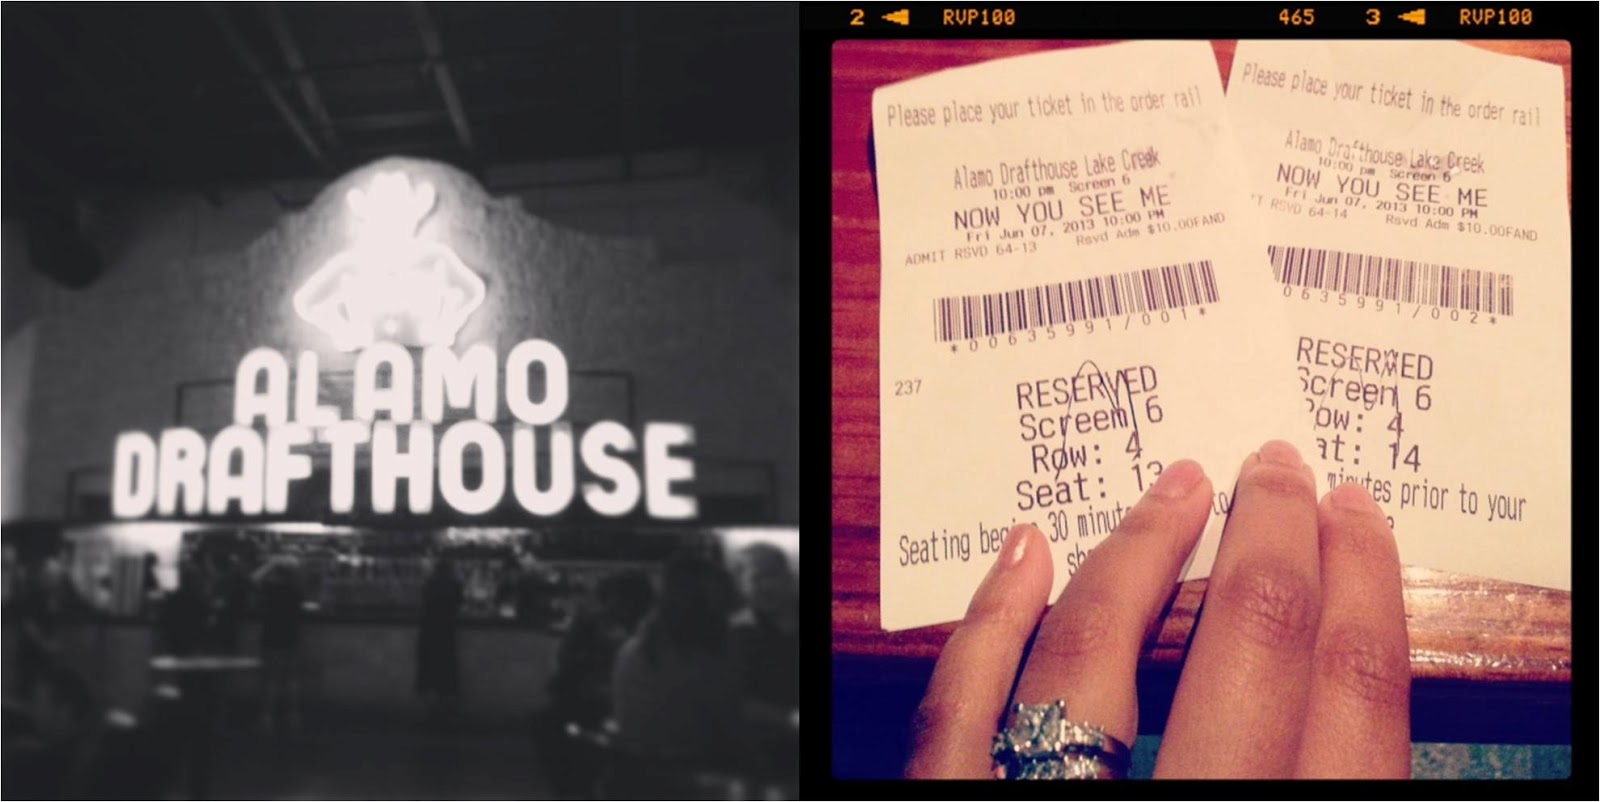 ALAMO
DRAFTHOUSE
2 RVP100 465 3 RVP100
Please place your ticket in the order rail
Alamo Drafthouse Lake Creek
10:00 pm Screen 6
NOW YOU SEE ME
Fri Jun 07, 2013 10:00 PM
ADMIT RSVD 64-13 Rsvd Adm $10.00FAND
*00635991/001*
237
RESERVED
Screen 6
Row: 4
Seat: 13
Seating 30
Please place your ticket in the order rail
Alamo Drafthouse Lake Creek
10:00 pm Screen 6
NOW YOU SEE ME
Fri Jun 07, 2013 10:00 PM
T RSVD 64-14 Rsvd Adm $10.00FAND
0635991/002*
RESERVED
Screen 6
ow: 4
at: 14
minutes prior to your